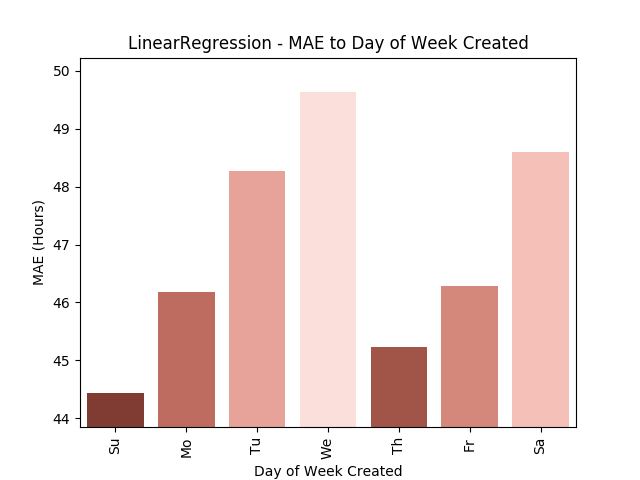 LinearRegression - MAE to Day of Week Created
MAE (Hours)
50
49
48
47
46
45
44
Su
Mo
Tu
We
Th
Fr
Sa
Day of Week Created